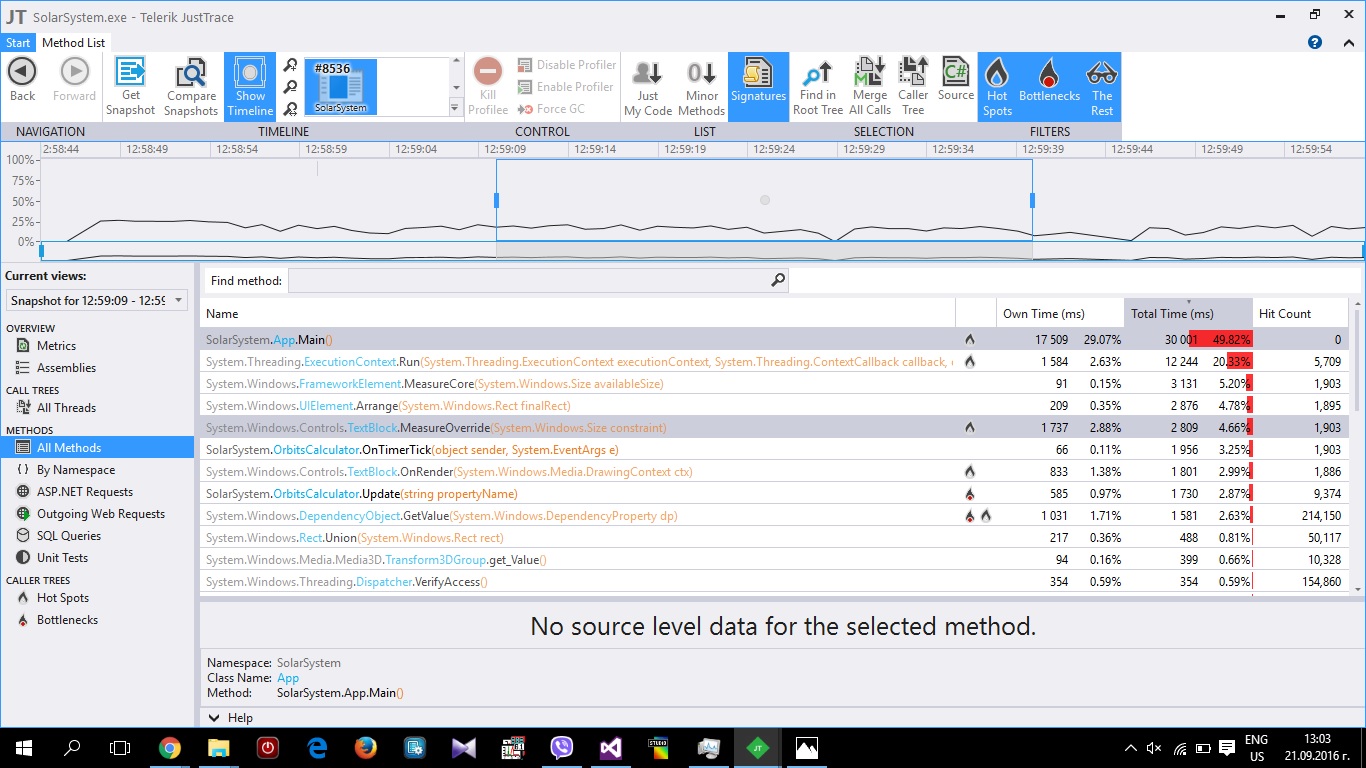 JT SolarSystem.exe - Telerik JustTrace
Start Method List
Back Forward Get Snapshot Compare Snapshots Show Timeline #8536 SolarSystem Kill Profilee Disable Profiler Enable Profiler Force GC Just My Code Minor Methods Signatures Find in Root Tree Merge All Calls Caller Tree Source Hot Spots Bottlenecks The Rest
NAVIGATION TIMELINE CONTROL LIST SELECTION FILTERS
2:58:44 12:58:49 12:58:54 12:58:59 12:59:04 12:59:09 12:59:14 12:59:19 12:59:24 12:59:29 12:59:34 12:59:39 12:59:44 12:59:49 12:59:54
100%
75%
50%
25%
0%
Current views:
Snapshot for 12:59:09 - 12:59
OVERVIEW
Metrics
Assemblies
CALL TREES
All Threads
METHODS
All Methods
By Namespace
ASP.NET Requests
Outgoing Web Requests
SQL Queries
Unit Tests
CALLER TREES
Hot Spots
Bottlenecks
Find method:
Name Own Time (ms) Total Time (ms) Hit Count
SolarSystem.App.Main() 17 509 29.07% 30 001 49.82% 0
System.Threading.ExecutionContext.Run(System.Threading.ExecutionContext executionContext, System.Threading.ContextCallback callback, 1 584 2.63% 12 244 20.33% 5,709
System.Windows.FrameworkElement.MeasureCore(System.Windows.Size availableSize) 91 0.15% 3 131 5.20% 1,903
System.Windows.UIElement.Arrange(System.Windows.Rect finalRect) 209 0.35% 2 876 4.78% 1,895
System.Windows.Controls.TextBlock.MeasureOverride(System.Windows.Size constraint) 1 737 2.88% 2 809 4.66% 1,903
SolarSystem.OrbitsCalculator.OnTimerTick(object sender, System.EventArgs e) 66 0.11% 1 956 3.25% 1,903
System.Windows.Controls.TextBlock.OnRender(System.Windows.Media.DrawingContext ctx) 833 1.38% 1 801 2.99% 1,886
SolarSystem.OrbitsCalculator.Update(string propertyName) 585 0.97% 1 730 2.87% 9,374
System.Windows.DependencyObject.GetValue(System.Windows.DependencyProperty dp) 1 031 1.71% 1 581 2.63% 214,150
System.Windows.Rect.Union(System.Windows.Rect rect) 217 0.36% 488 0.81% 50,117
System.Windows.Media.Media3D.Transform3DGroup.get_Value() 94 0.16% 399 0.66% 10,328
System.Windows.Threading.Dispatcher.VerifyAccess() 354 0.59% 354 0.59% 154,860
No source level data for the selected method.
Namespace: SolarSystem
Class Name: App
Method: SolarSystem.App.Main()
Help
ENG
US
13:03
21.09.2016 г.